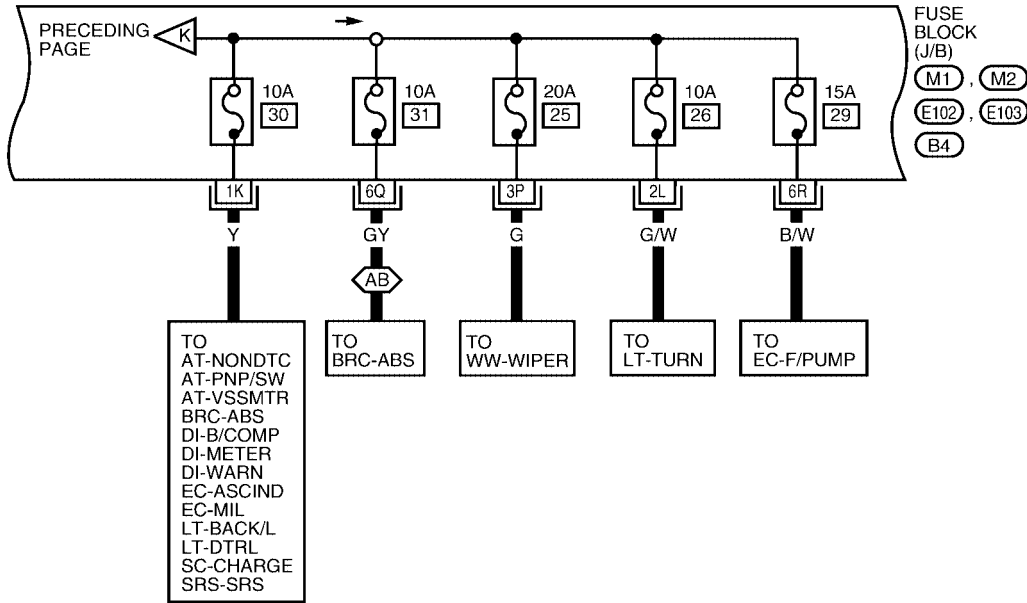 PRECEDING
PAGE
K
FUSE
BLOCK
(J/B)
M1 , M2
E102 , E103
B4
10A
30
10A
31
20A
25
10A
26
15A
29
1K
6Q
3P
2L
6R
Y
GY
G
G/W
B/W
AB
TO
AT-NONDTC
AT-PNP/SW
AT-VSSMTR
BRC-ABS
DI-B/COMP
DI-METER
DI-WARN
EC-ASCIND
EC-MIL
LT-BACK/L
LT-DTRL
SC-CHARGE
SRS-SRS
TO
BRC-ABS
TO
WW-WIPER
TO
LT-TURN
TO
EC-F/PUMP